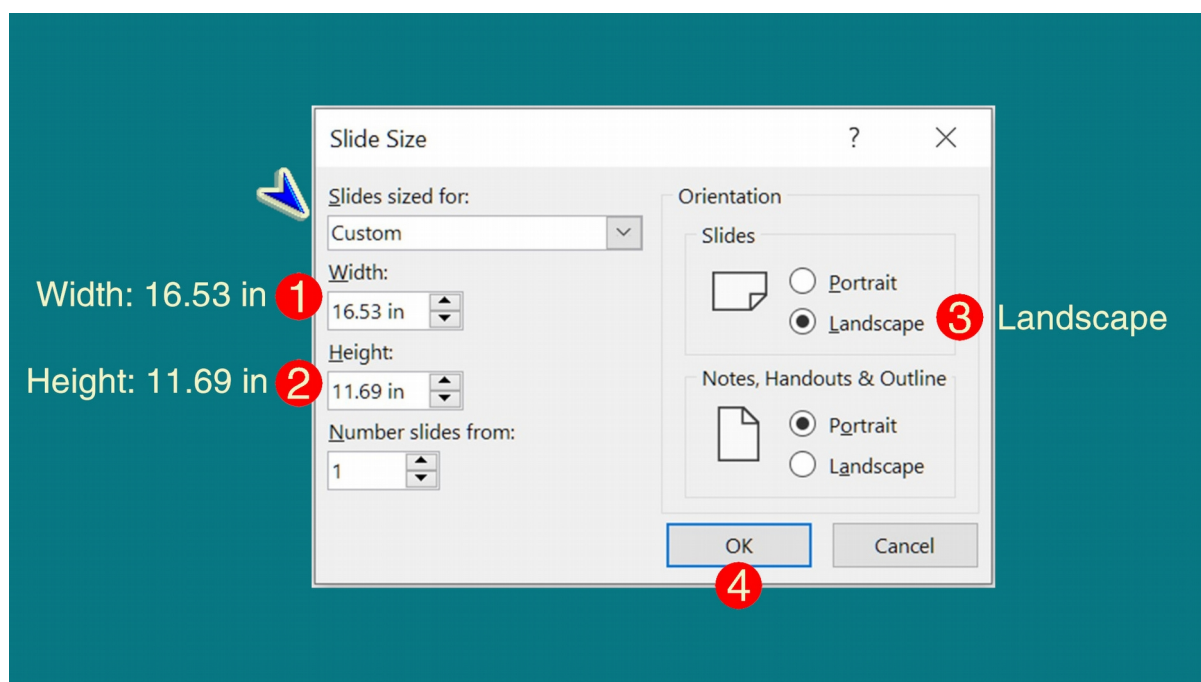 Slide Size ? ×
Slides sized for:
Custom
Width:
16.53 in
Height:
11.69 in
Number slides from:
1
Orientation
Slides
Portrait
Landscape
Notes, Handouts & Outline
Portrait
Landscape
OK
Cancel
Width: 16.53 in 1
Height: 11.69 in 2
3 Landscape
4